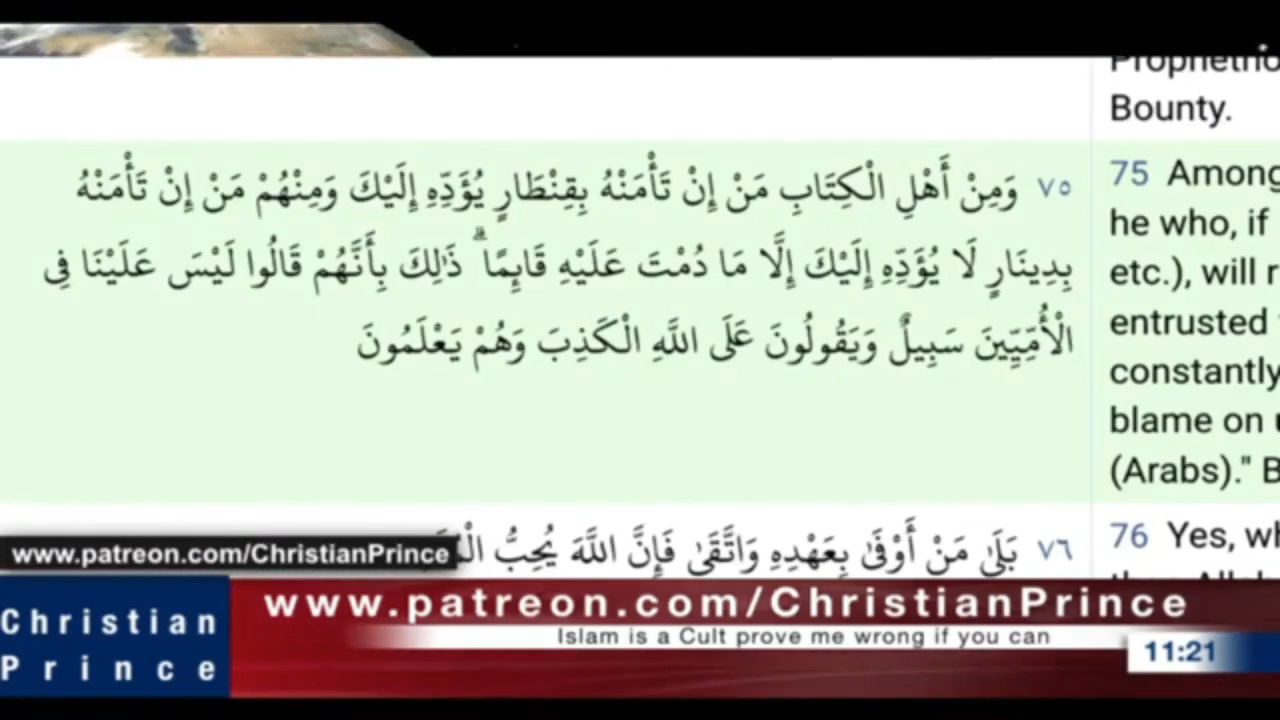 Bounty.
٧٥ وَمِنْ أَهْلِ الْكِتَابِ مَنْ إِنْ تَأْمَنْهُ بِقِنْطَارٍ يُؤَدِّهِ إِلَيْكَ وَمِنْهُمْ مَنْ إِنْ تَأْمَنْهُ
بِدِينَارٍ لَا يُؤَدِّهِ إِلَيْكَ إِلَّا مَا دُمْتَ عَلَيْهِ قَايِٕمًا ۗ ذَٰلِكَ بِأَنَّهُمْ قَالُوا لَيْسَ عَلَيْنَا فِى
الْأُمِّيِّينَ سَبِيلٌ وَيَقُولُونَ عَلَى اللَّهِ الْكَذِبَ وَهُمْ يَعْلَمُونَ
75 Among
he who, if
etc.), will r
entrusted
constantly
blame on
(Arabs)." B
٧٦ بَلَىٰ مَنْ أَوْفَىٰ بِعَهْدِهِ وَاتَّقَىٰ فَإِنَّ اللَّهَ يُحِبُّ
76 Yes, wh
www.patreon.com/ChristianPrince
www.patreon.com/ChristianPrince
Islam is a Cult prove me wrong if you can
Christian
Prince
11:21